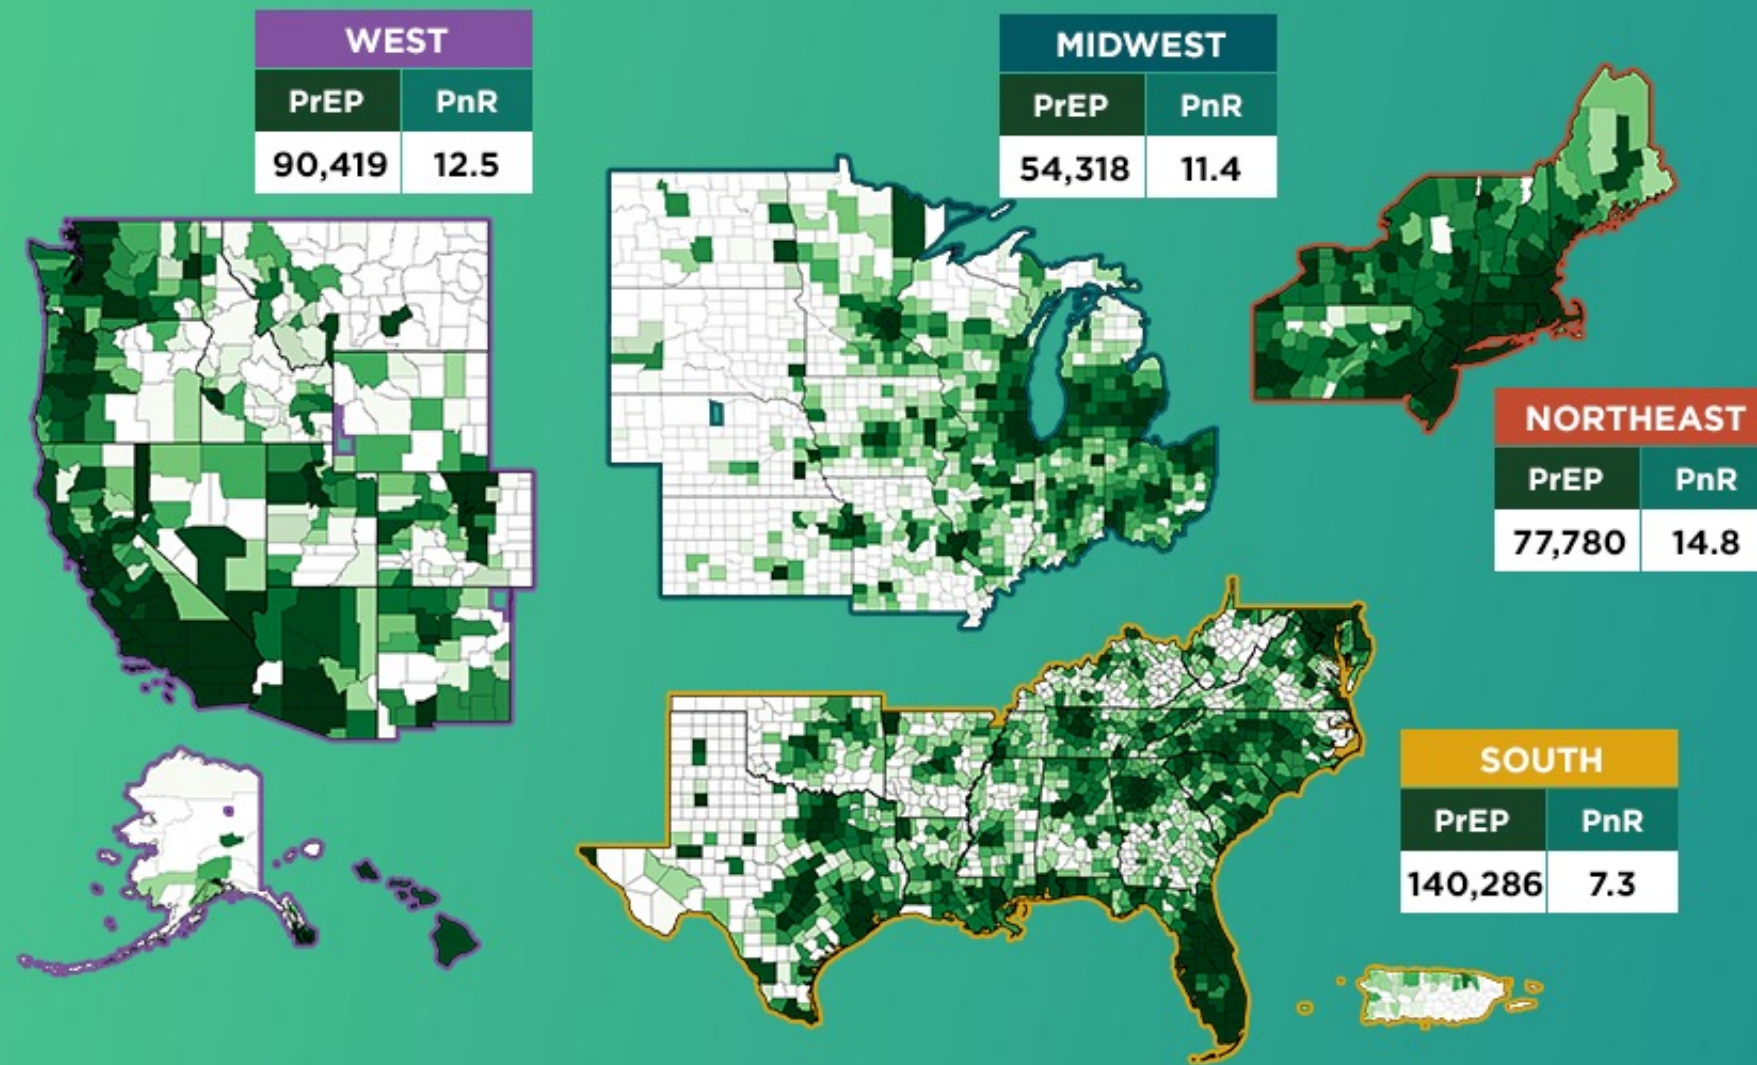 WEST
PrEP PnR
90,419 12.5
MIDWEST
PrEP PnR
54,318 11.4
NORTHEAST
PrEP PnR
77,780 14.8
SOUTH
PrEP PnR
140,286 7.3